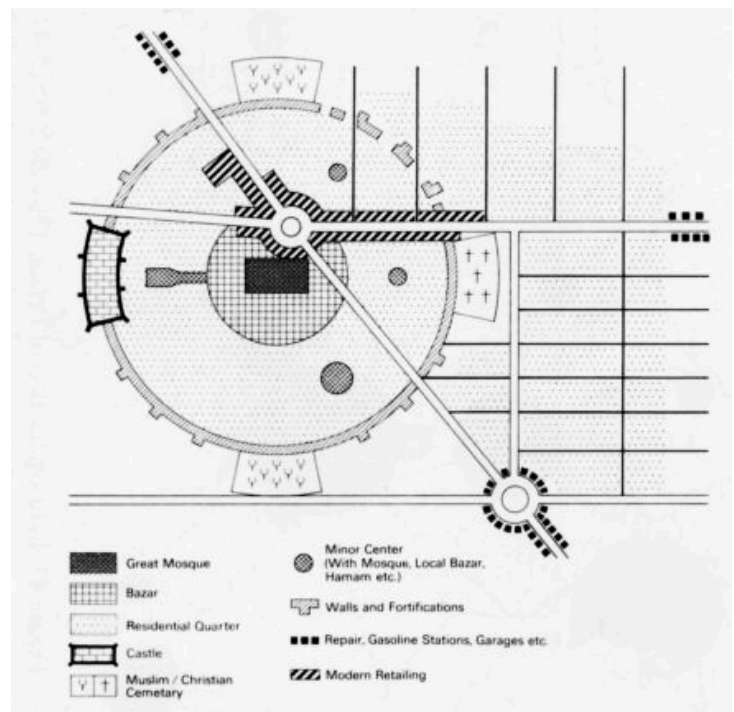 Great Mosque
Bazar
Residential Quarter
Castle
Muslim / Christian
Cemetary
Minor Center
(With Mosque, Local Bazar,
Hamam etc.)
Walls and Fortifications
Repair, Gasoline Stations, Garages etc.
Modern Retailing